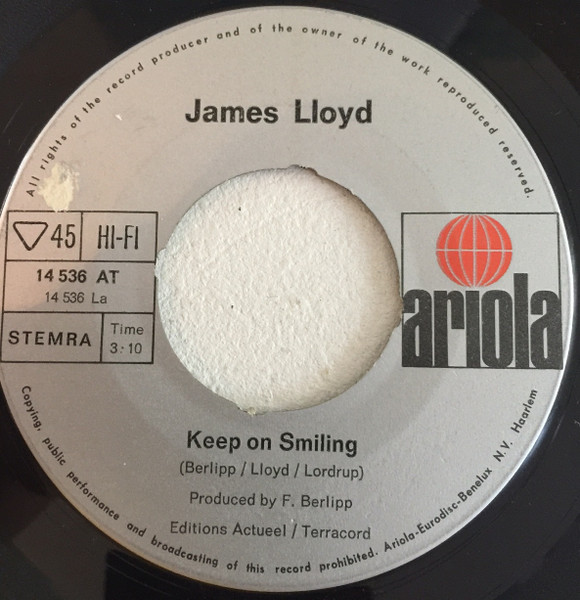 All rights of the record producer and of the owner of the work reproduced reserved.
James Lloyd
▽45 HI-FI
14 536 AT
14 536 La
STEMRA
Time
3:10
ariola
Keep on Smiling
(Berlipp / Lloyd / Lordrup)
Produced by F. Berlipp
Editions Actueel / Terracord
Copying, public performance and broadcasting of this record prohibited. Ariola-Eurodisc-Benelux N.V. Haarlem